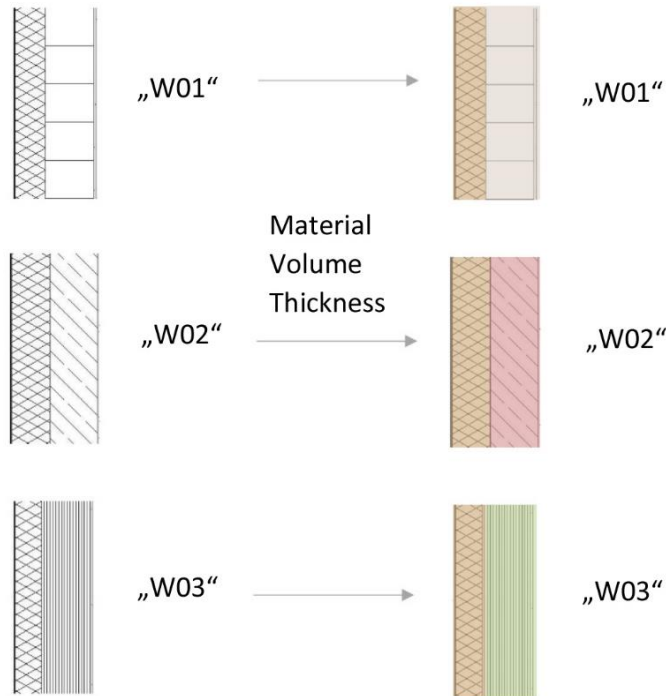 „W01“
„W01“
Material
Volume
Thickness
„W02“
„W02“
„W03“
„W03“